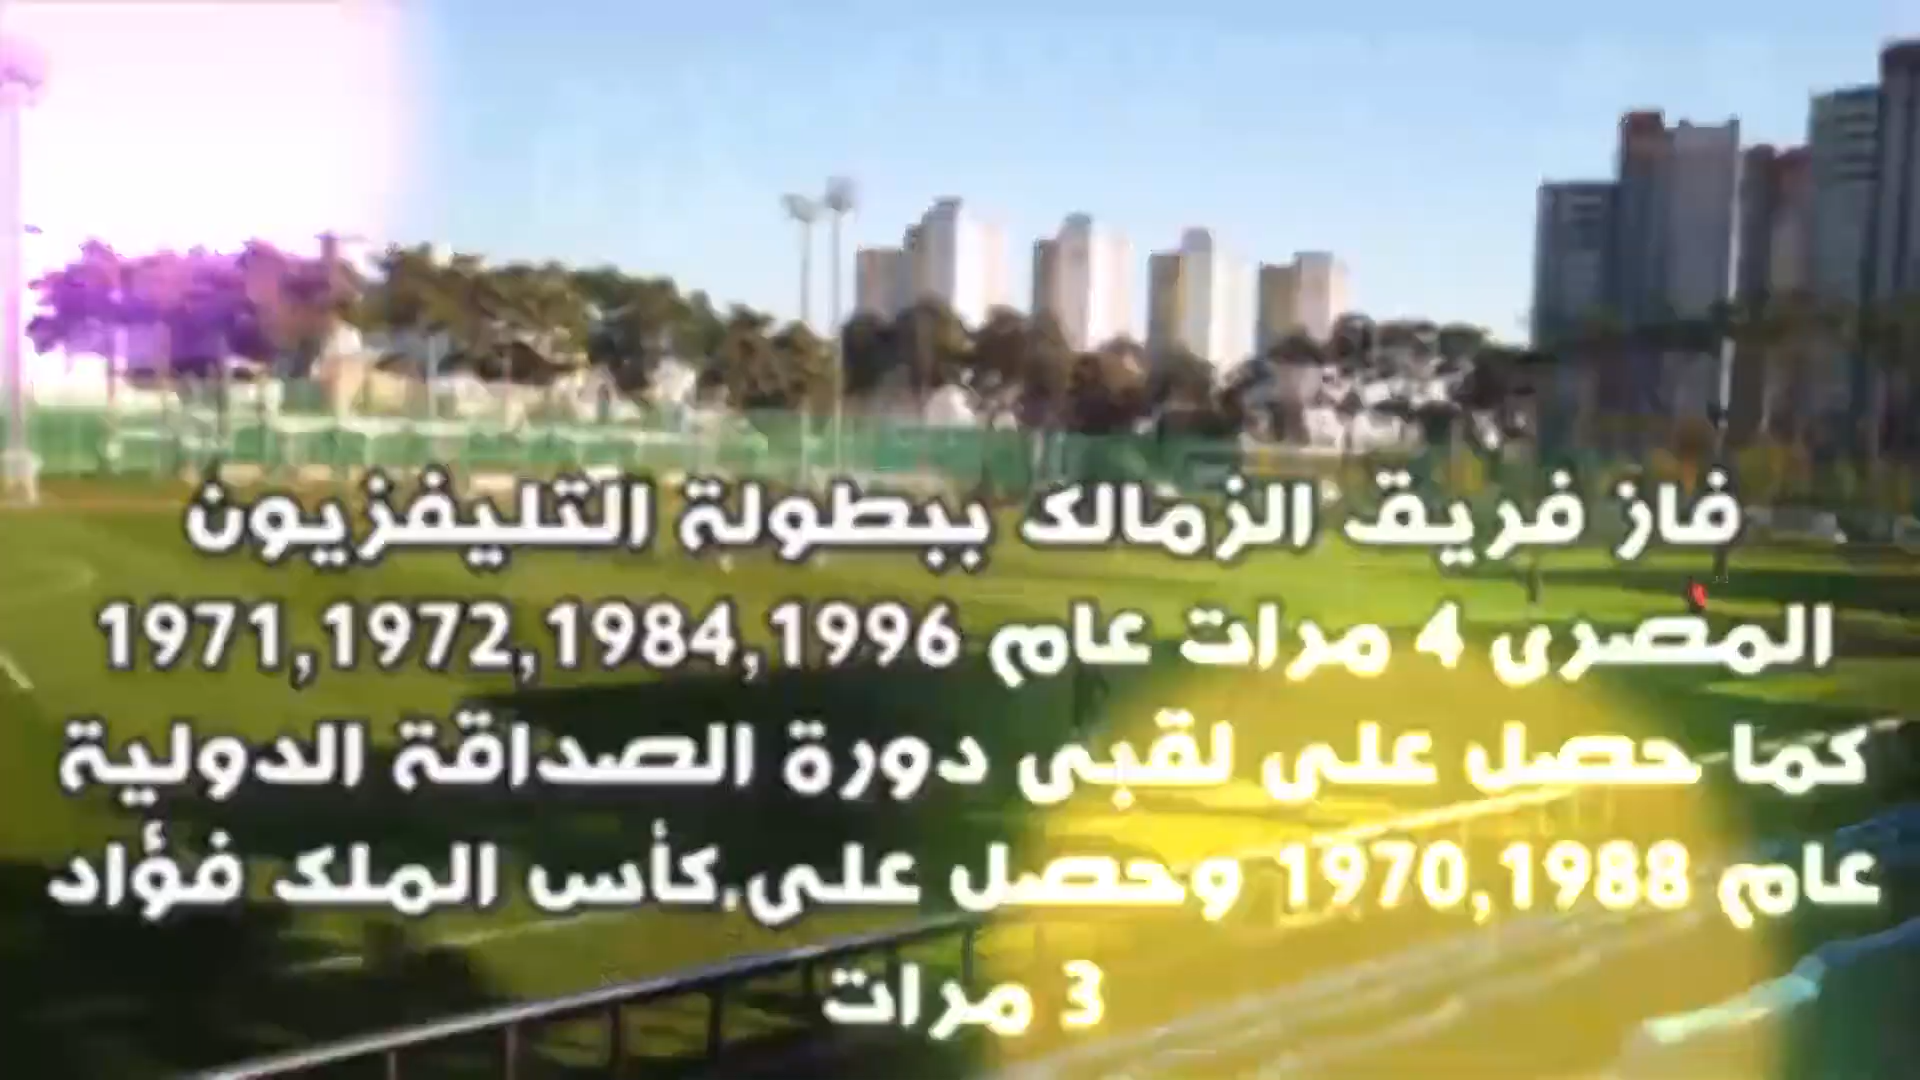 فاز فريق الزمالك ببطولة التليفزيون
المصرى 4 مرات عام 1971,1972,1984,1996
كما حصل على لقبى دورة الصداقة الدولية
عام 1970,1988 وحصل على.كأس الملك فؤاد
3 مرات